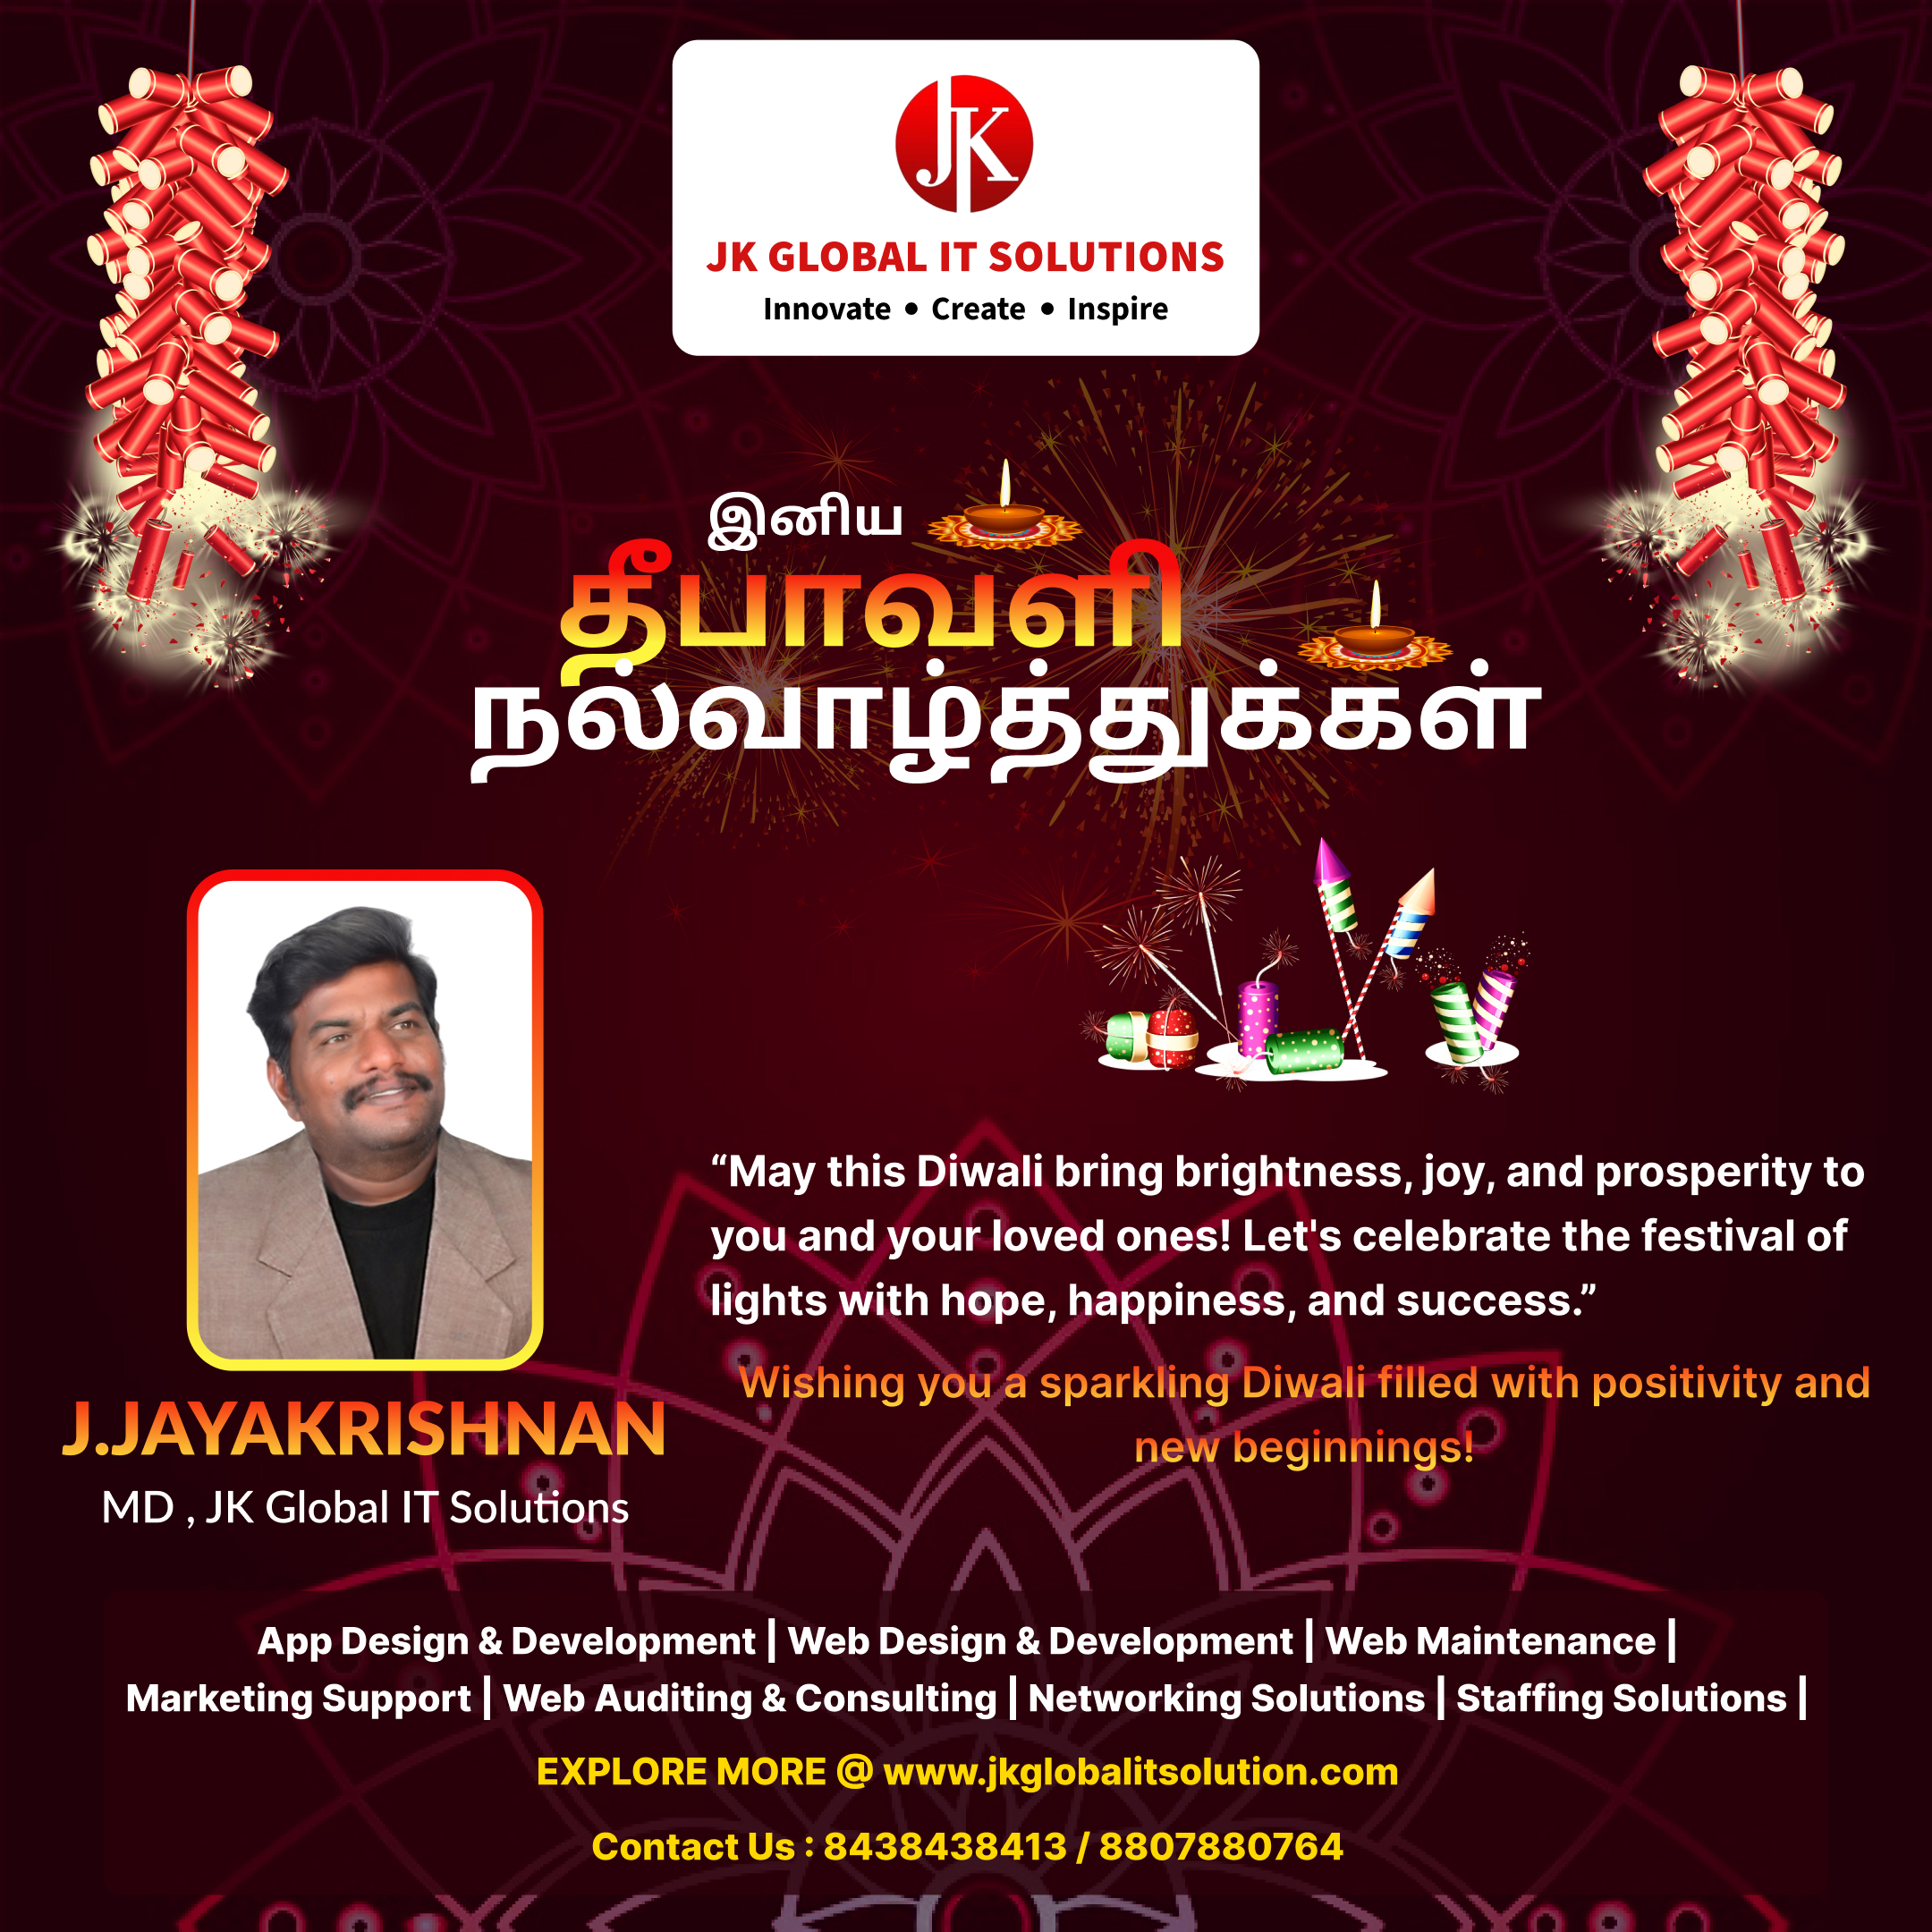 JK
JK GLOBAL IT SOLUTIONS
Innovate • Create • Inspire
இனிய
தீபாவளி
நல்வாழ்த்துக்கள்
“May this Diwali bring brightness, joy, and prosperity to
you and your loved ones! Let's celebrate the festival of
lights with hope, happiness, and success.”
Wishing you a sparkling Diwali filled with positivity and
new beginnings!
J.JAYAKRISHNAN
MD , JK Global IT Solutions
App Design & Development | Web Design & Development | Web Maintenance |
Marketing Support | Web Auditing & Consulting | Networking Solutions | Staffing Solutions |
EXPLORE MORE @ www.jkglobalitsolution.com
Contact Us : 8438438413 / 8807880764